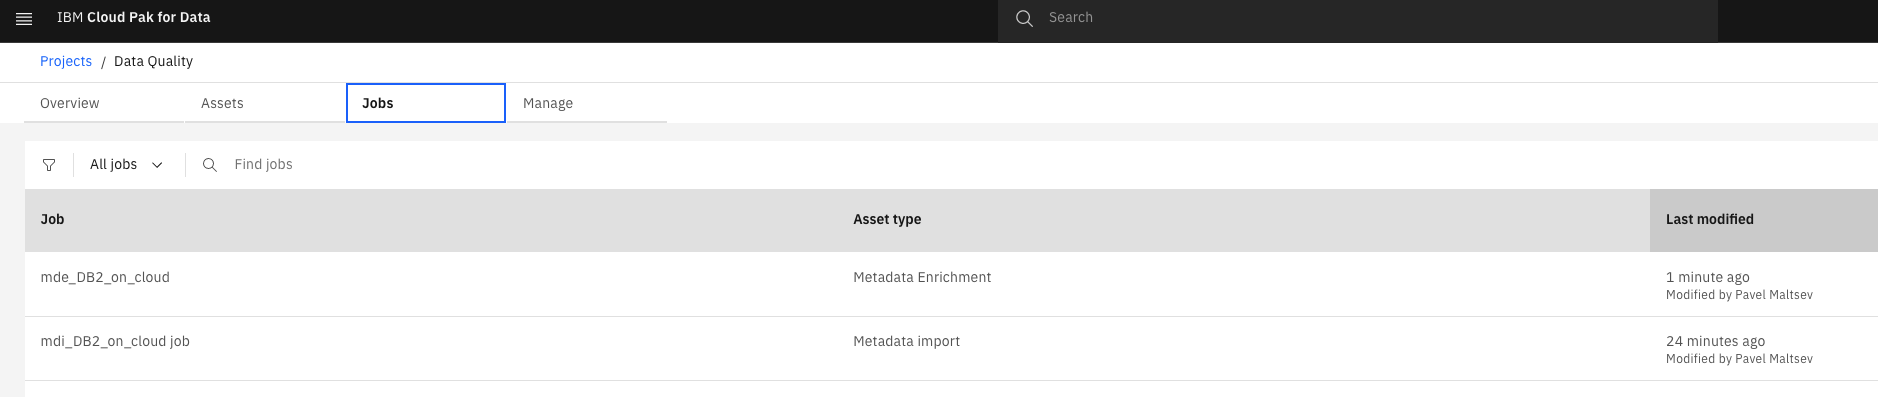 IBM Cloud Pak for Data
Search
Projects / Data Quality
Overview
Assets
Jobs
Manage
All jobs
Find jobs
Job
Asset type
Last modified
mde_DB2_on_cloud
Metadata Enrichment
1 minute ago
Modified by Pavel Maltsev
mdi_DB2_on_cloud job
Metadata import
24 minutes ago
Modified by Pavel Maltsev